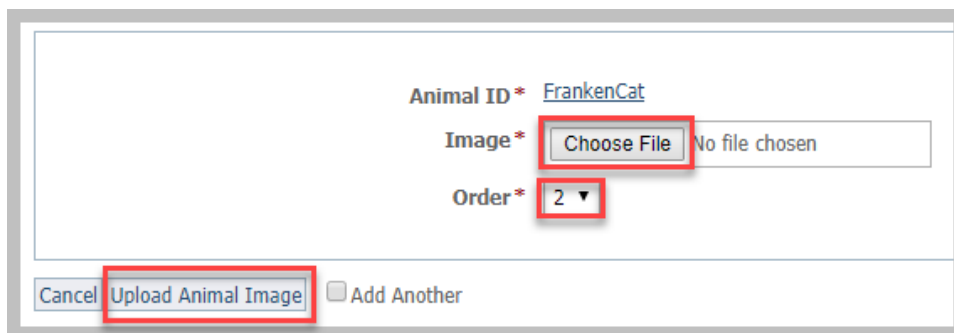 Animal ID* FrankenCat
Image* Choose File No file chosen
Order* 2
Cancel Upload Animal Image Add Another